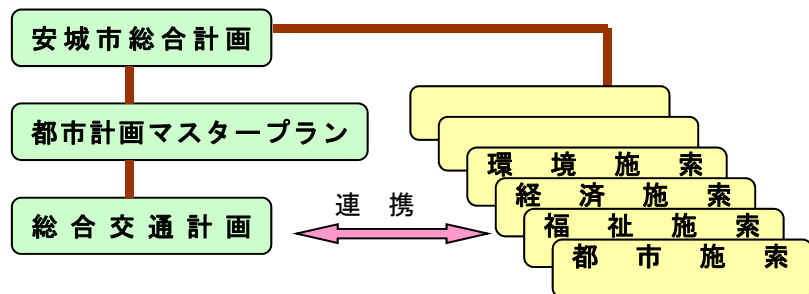 安城市総合計画
都市計画マスタープラン
総合交通計画
連携
環境施索
経済施索
福祉施索
都市施索